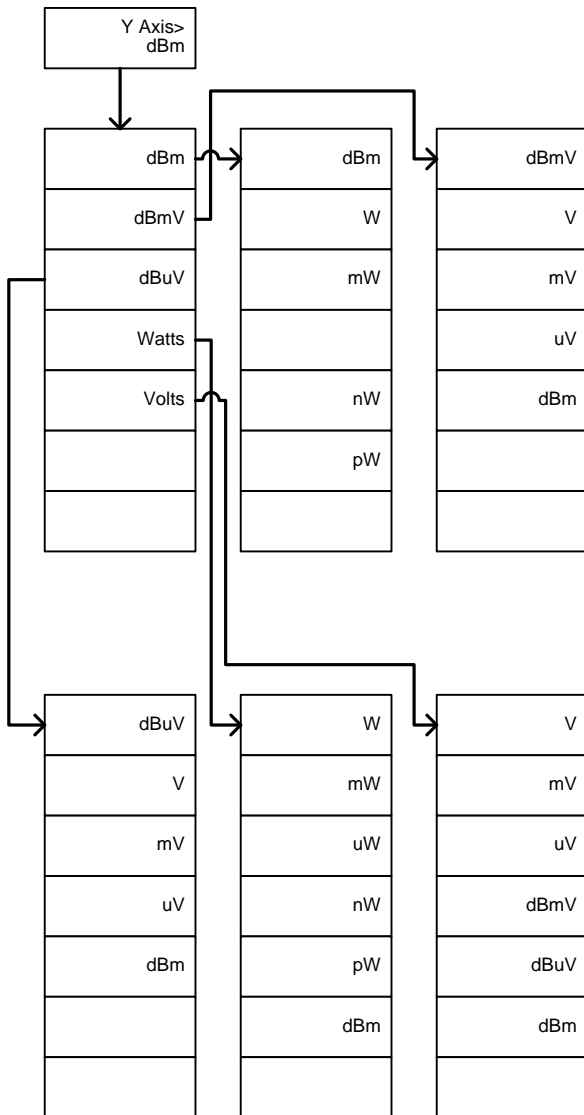 Y Axis>
dBm
dBm
dBmV
dBuV
Watts
Volts
dBm
W
mW
nW
pW
dBmV
V
mV
uV
dBm
dBuV
V
mV
uV
dBm
W
mW
uW
nW
pW
dBm
V
mV
uV
dBmV
dBuV
dBm